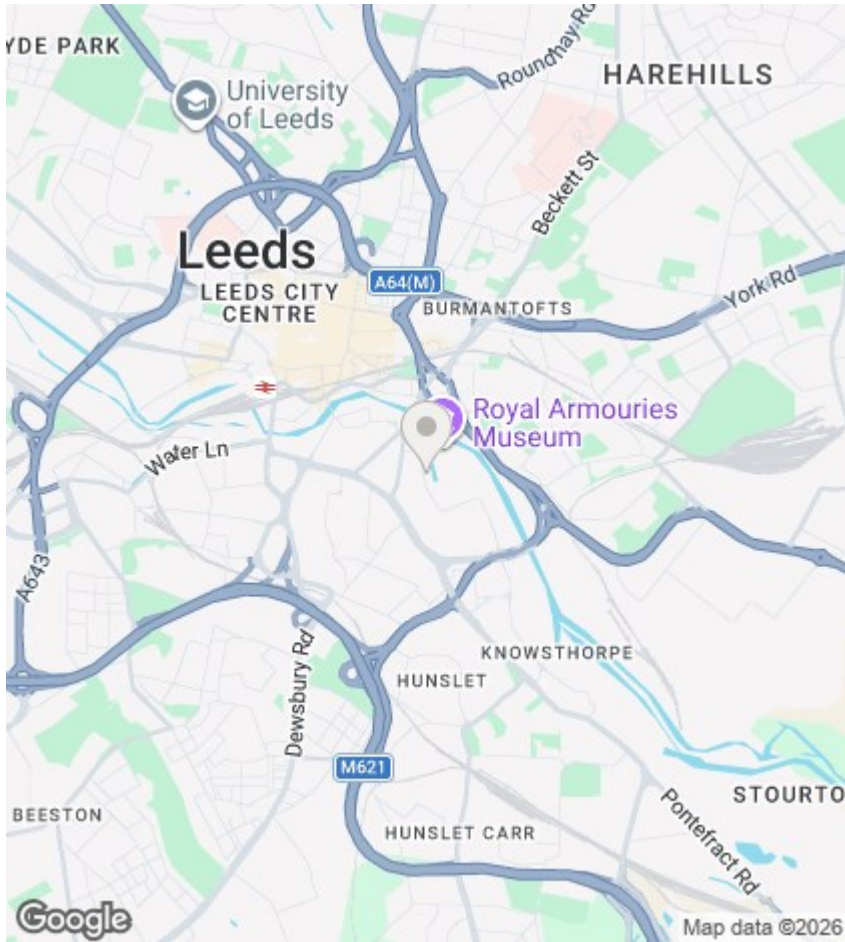 YDE PARK
University
of Leeds
Roundhay Rd
HAREHILLS
Beckett St
Leeds
LEEDS CITY
CENTRE
A64(M)
BURMANTOFTS
York Rd
Royal Armouries
Museum
Water Ln
A643
Dewsbury Rd
KNOWSTHORPE
HUNSLET
M621
BEESTON
HUNSLET CARR
STOURTO
Pontefract Rd
Google
Map data ©2026